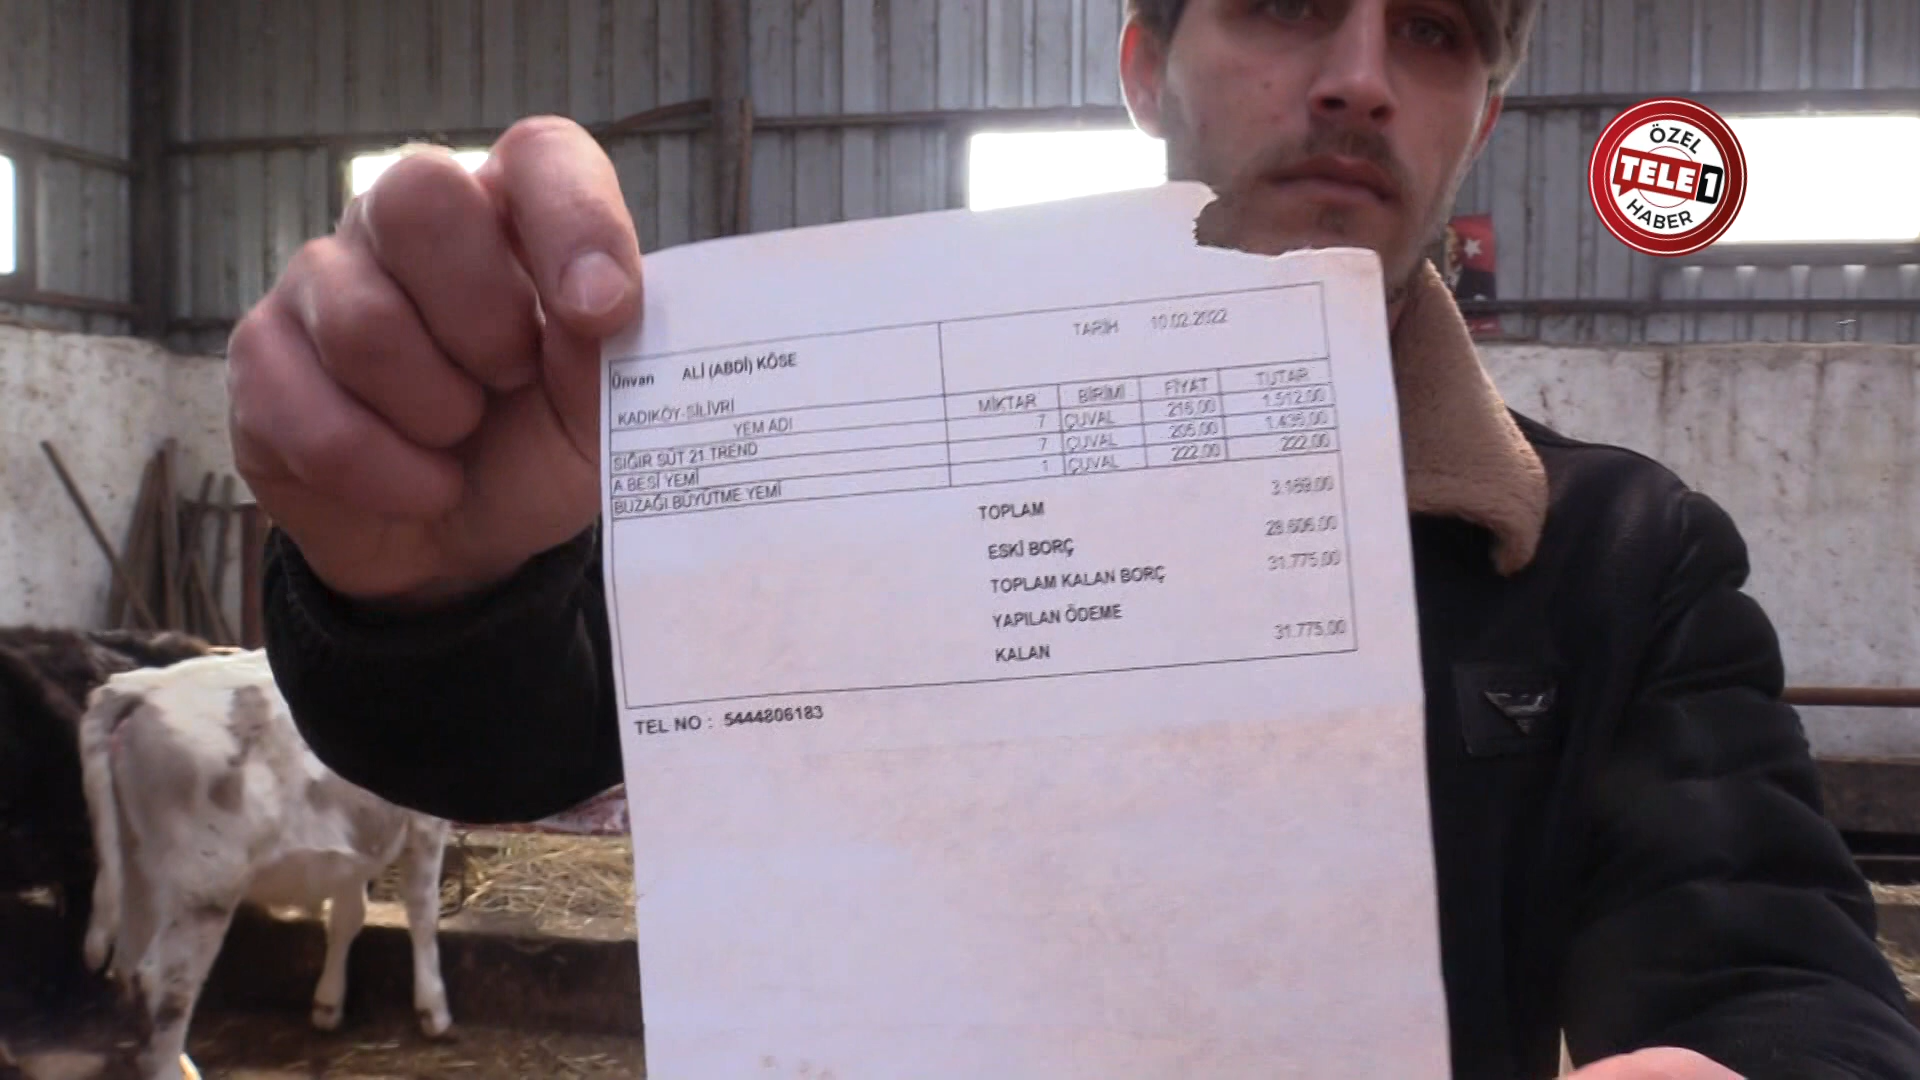 ÖZEL
TELE1
HABER
TARİH 10.02.2022
Ünvan ALİ (ABDİ) KÖSE
KADIKÖY-SİLİVRİ
YEM ADI MİKTAR BİRİMİ FİYAT TUTAR
SIĞIR SÜT 21 TREND 7 ÇUVAL 216,00 1.512,00
A BESİ YEMİ 7 ÇUVAL 205,00 1.435,00
BUZAĞI BÜYÜTME YEMİ 1 ÇUVAL 222,00 222,00
TOPLAM 3.169,00
ESKİ BORÇ 28.606,00
TOPLAM KALAN BORÇ 31.775,00
YAPILAN ÖDEME
KALAN 31.775,00
TEL NO : 5444806183